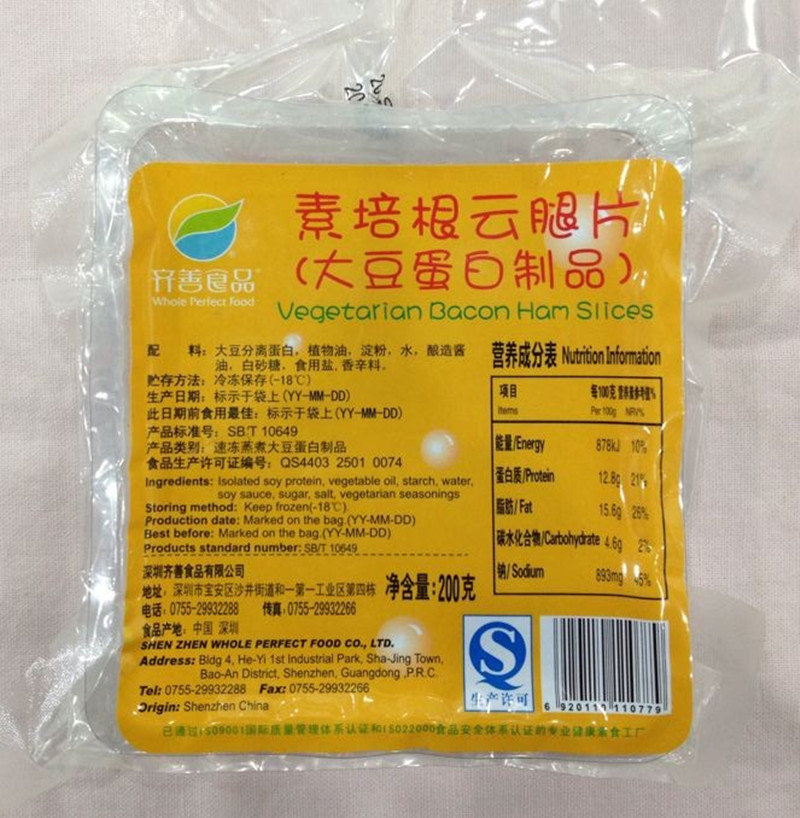 素培根云腿片
(大豆蛋白制品)
Vegetarian Bacon Ham Slices
齐善食品
Whole Perfect Food
配 料：大豆分离蛋白，植物油，淀粉，水，酿造酱
油，白砂糖，食用盐，香辛料。
贮存方法：冷冻保存(-18℃)
生产日期：标示于袋上(YY-MM-DD)
此日期前食用最佳：标示于袋上(YY-MM-DD)
产品标准号：SB/T 10649
产品类别：速冻蒸煮大豆蛋白制品
食品生产许可证编号：QS4403 2501 0074
Ingredients: Isolated soy protein, vegetable oil, starch, water,
soy sauce, sugar, salt, vegetarian seasonings
Storing method: Keep frozen(-18℃)
Production date: Marked on the bag.(YY-MM-DD)
Best before: Marked on the bag.(YY-MM-DD)
Products standard number: SB/T 10649
营养成分表 Nutrition Information
项目 每100克 营养素参考值%
Items Per 100g NRV%
能量/Energy 878kJ 10%
蛋白质/Protein 12.8g 21%
脂肪/Fat 15.6g 26%
碳水化合物/Carbohydrate 4.6g 2%
钠/Sodium 893mg 45%
深圳齐善食品有限公司
地址：深圳市宝安区沙井街道和一第一工业区第四栋
电话：0755-29932288 传真：0755-29932266
食品产地：中国 深圳
净含量：200克
SHEN ZHEN WHOLE PERFECT FOOD CO., LTD.
Address: Bldg 4, He-Yi 1st Industrial Park, Sha-Jing Town,
Bao-An District, Shenzhen, Guangdong ,P.R.C.
Tel: 0755-29932288 Fax: 0755-29932266
Origin: Shenzhen China
生产许可
6 920111 110779
已通过ISO9001国际质量管理体系认证和ISO22000食品安全体系认证的专业健康素食工厂